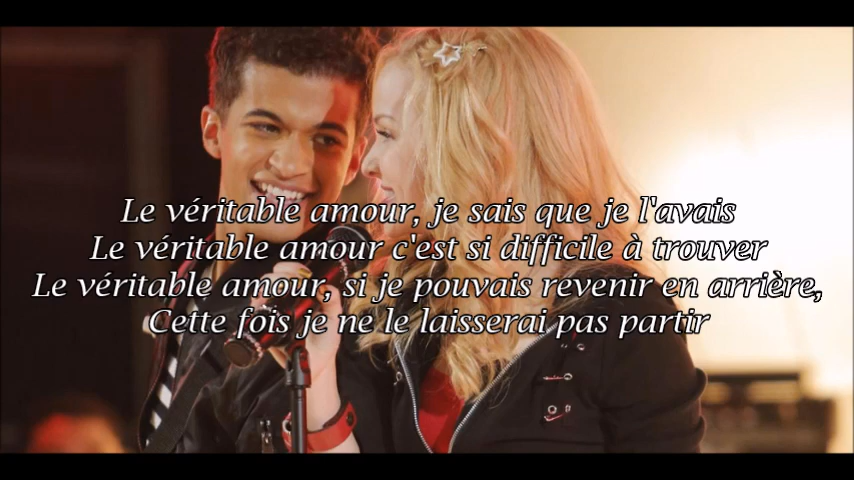 Le véritable amour, je sais que je l'avais
Le véritable amour c'est si difficile à trouver
Le véritable amour, si je pouvais revenir en arrière,
Cette fois je ne le laisserai pas partir